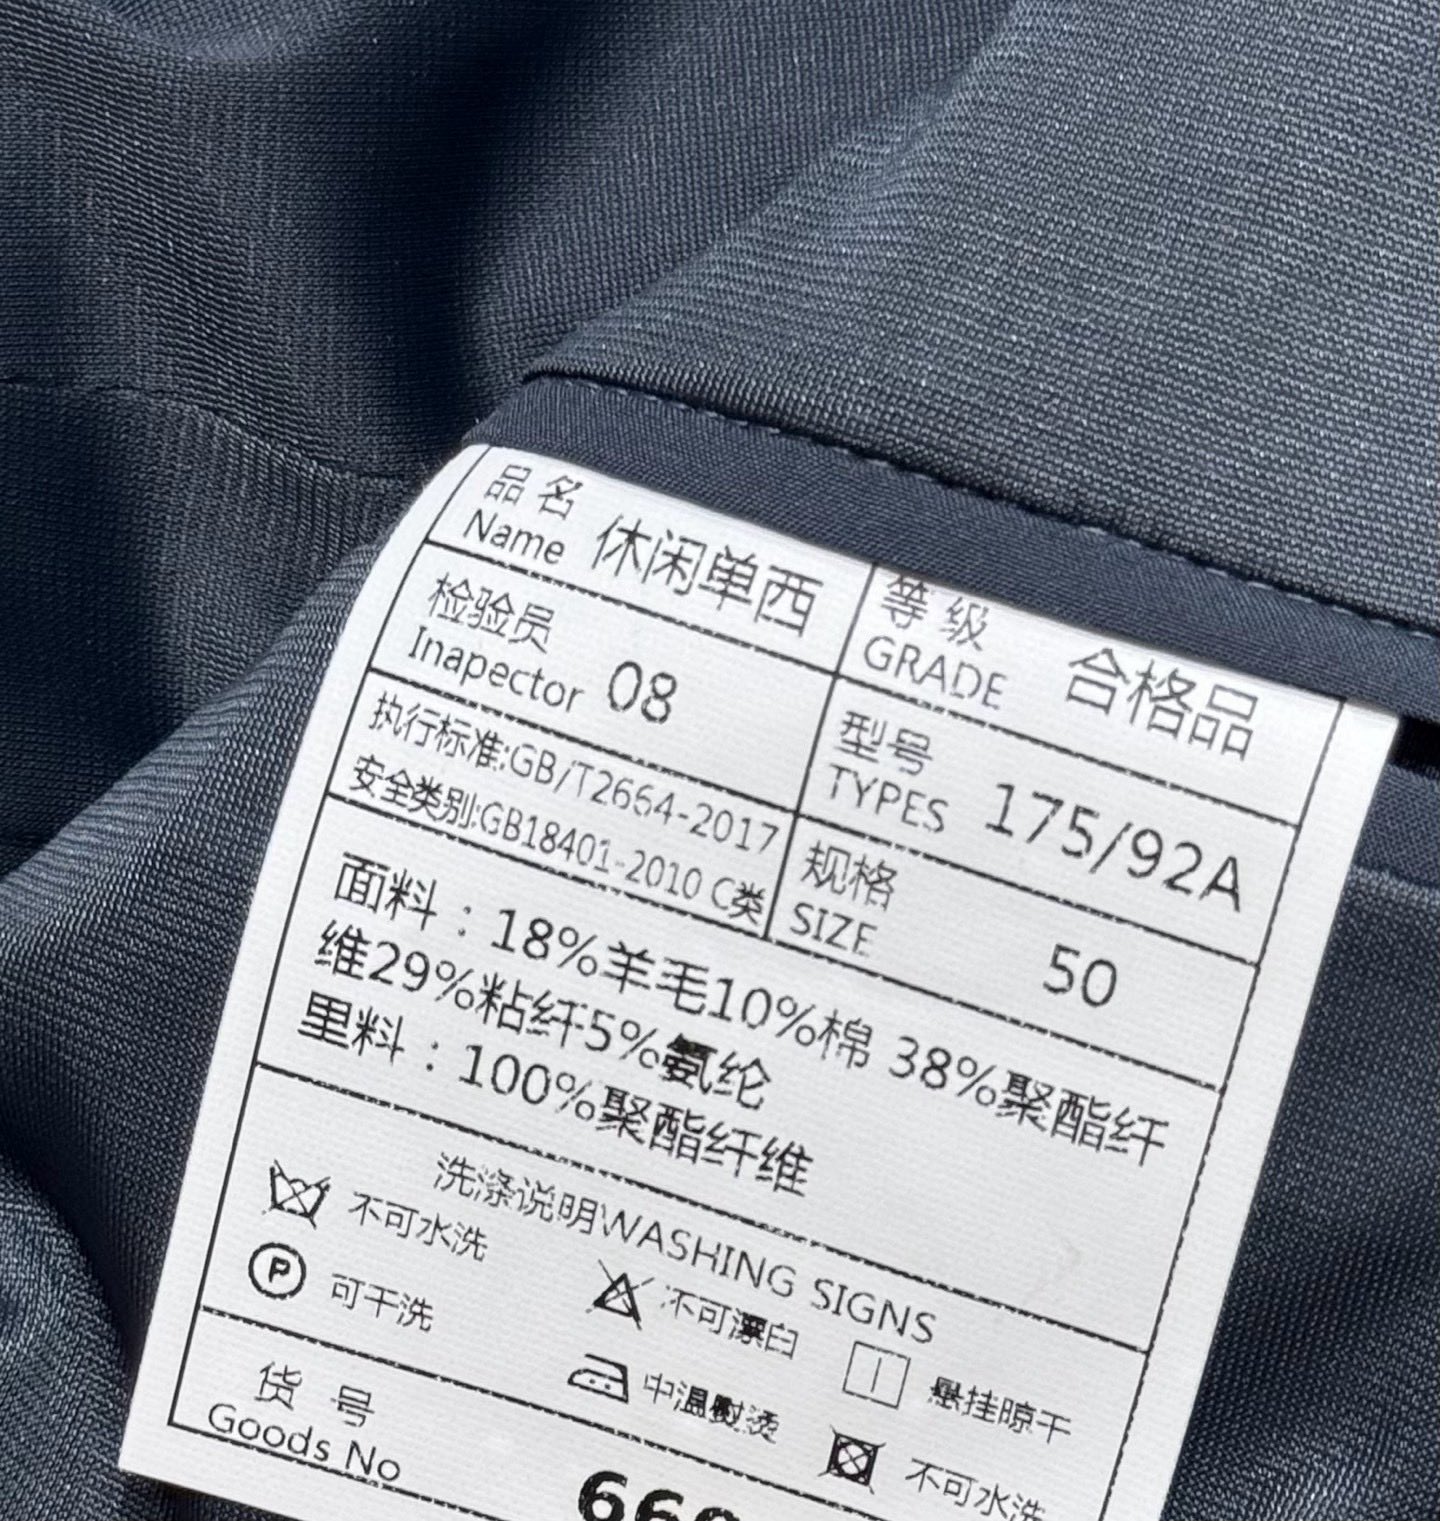 品名
Name 休闲单西
等级
GRADE 合格品
检验员
Inapector 08
型号
TYPES 175/92A
执行标准:GB/T2664-2017
安全类别:GB18401-2010 C类
规格
SIZE 50
面料：18%羊毛10%棉 38%聚酯纤
维29%粘纤5%氨纶
里料：100%聚酯纤维
洗涤说明WASHING SIGNS
不可水洗
不可漂白
悬挂晾干
P 可干洗
中温熨烫
不可水洗
货号
Goods No